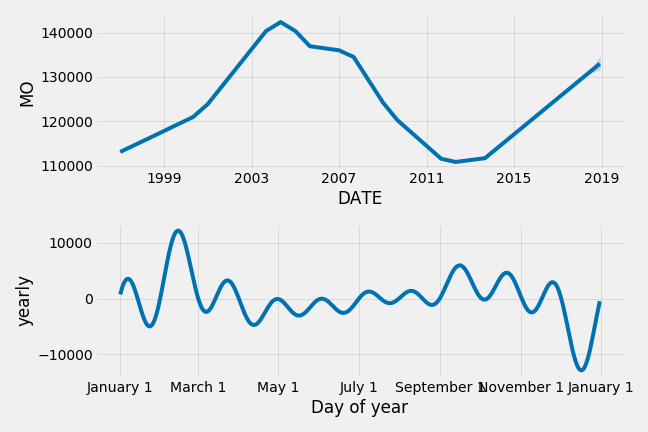 140000
130000
120000
110000
MO
1999 2003 2007 2011 2015 2019
DATE
10000
0
−10000
yearly
January 1 March 1 May 1 July 1 September 1 November 1 January 1
Day of year